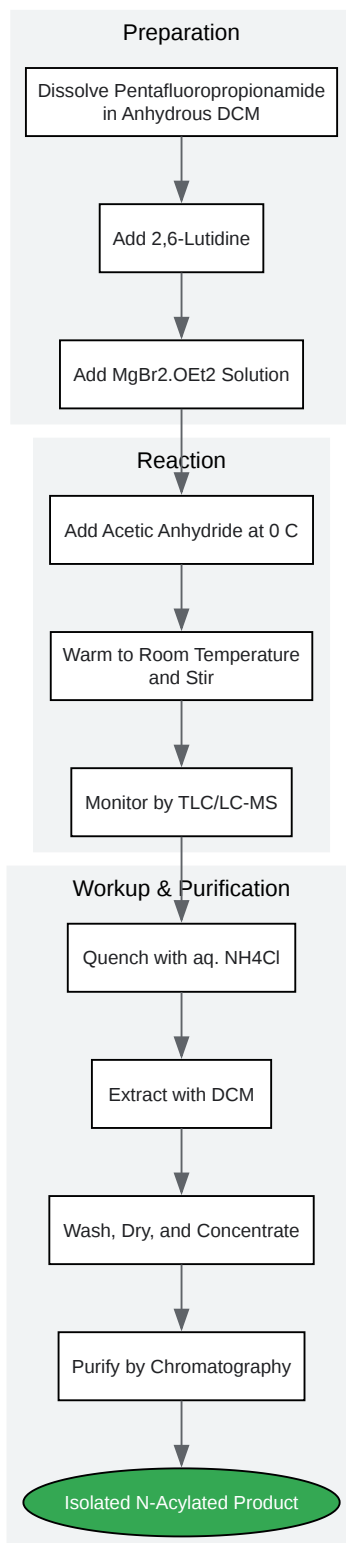 Preparation
Dissolve Pentafluoropropionamide
in Anhydrous DCM
Add 2,6-Lutidine
Add MgBr2.OEt2 Solution
Reaction
Add Acetic Anhydride at 0 C
Warm to Room Temperature
and Stir
Monitor by TLC/LC-MS
Workup & Purification
Quench with aq. NH4Cl
Extract with DCM
Wash, Dry, and Concentrate
Purify by Chromatography
Isolated N-Acylated Product